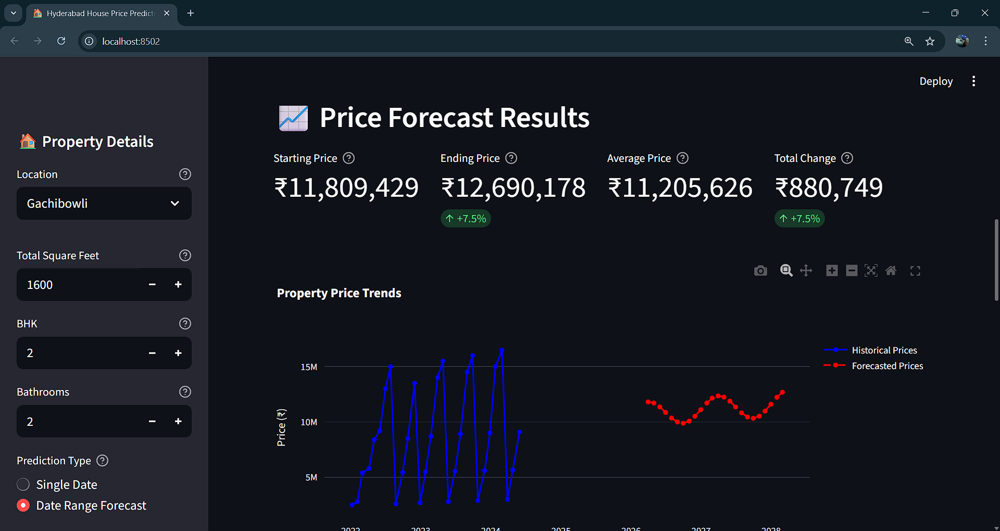 Hyderabad House Price Predict
localhost:8502
Deploy
Property Details
Location
Gachibowli
Total Square Feet
1600
BHK
2
Bathrooms
2
Prediction Type
Single Date
Date Range Forecast
Price Forecast Results
Starting Price
₹11,809,429
Ending Price
₹12,690,178
+7.5%
Average Price
₹11,205,626
Total Change
₹880,749
+7.5%
Property Price Trends
Historical Prices
Forecasted Prices
Price (₹)
15M
10M
5M
2022 2023 2024 2025 2026 2027 2028